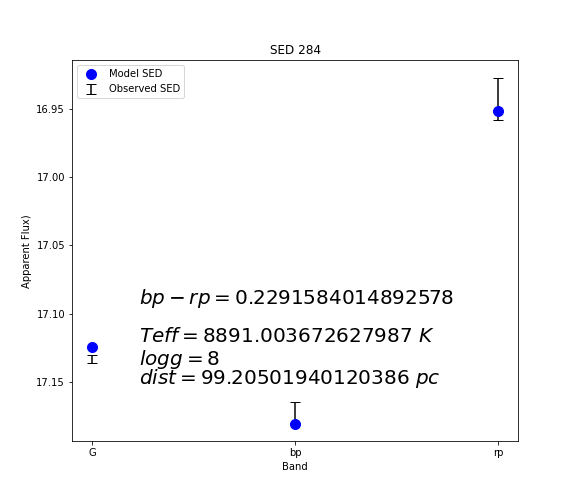 SED 284
Model SED
Observed SED
16.95
17.00
17.05
17.10
17.15
Apparent Flux)
bp − rp = 0.2291584014892578
Teff = 8891.003672627987 K
logg = 8
dist = 99.20501940120386 pc
G
bp
rp
Band